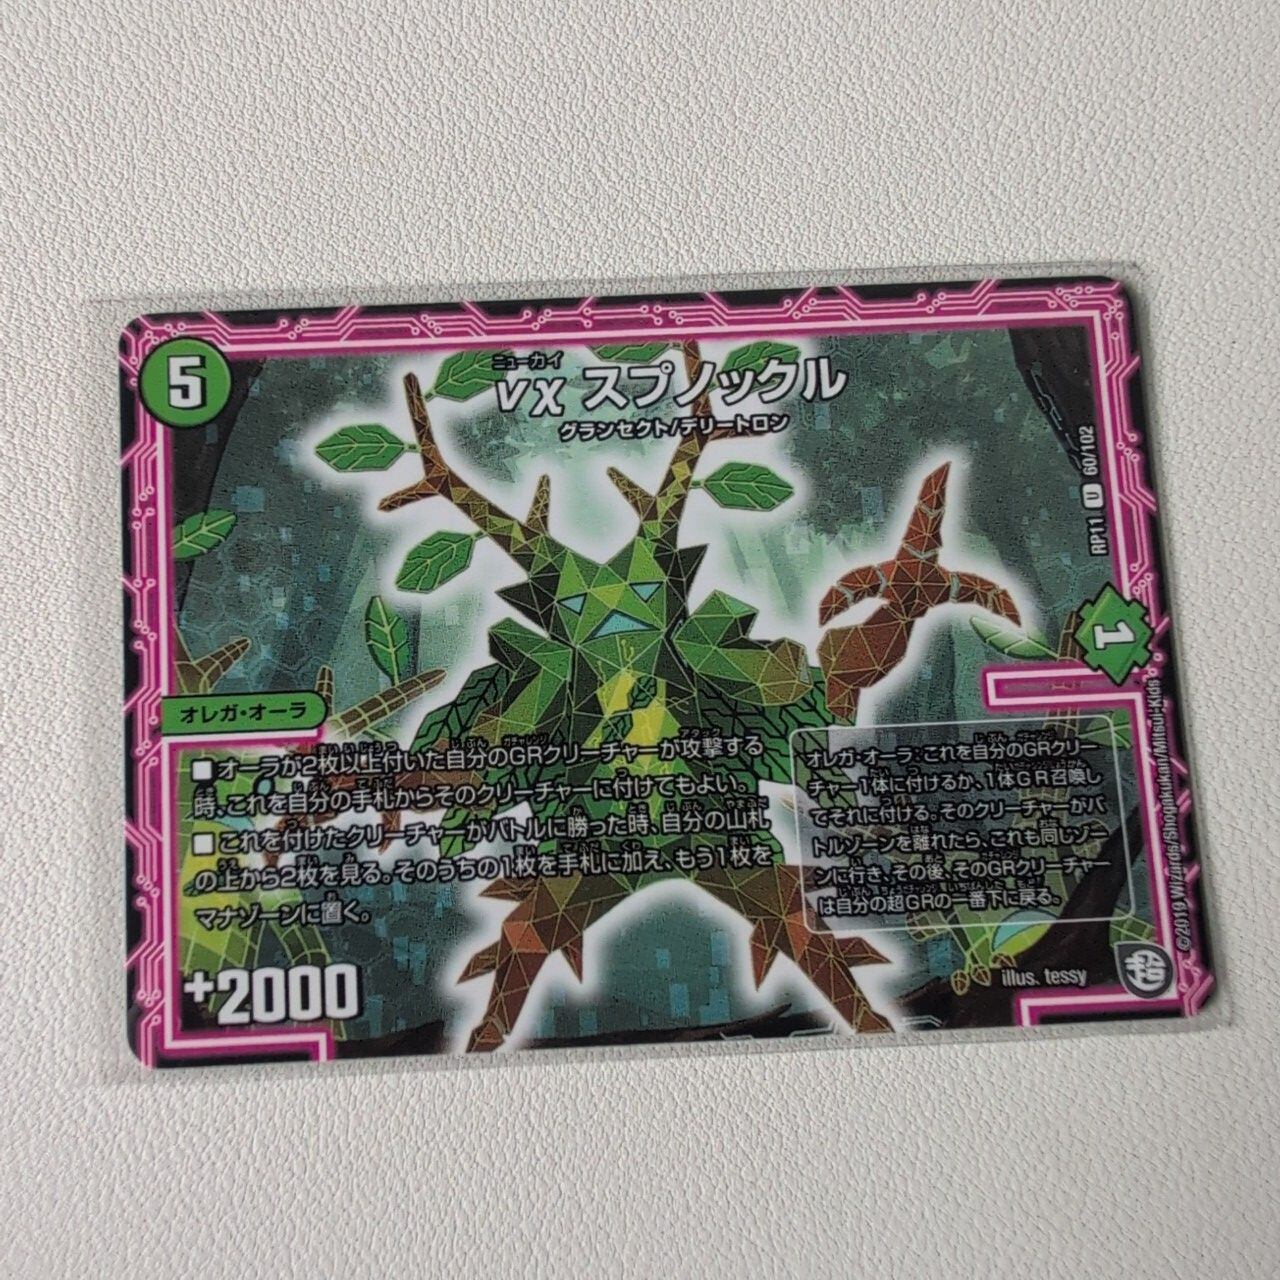 5
ニューカイ
νχ スプノックル
グランセクト/デリートロン
RP11 U 60/102
1
オレガ・オーラ
■オーラが2枚以上付いた自分のGRクリーチャーが攻撃する
時、これを自分の手札からそのクリーチャーに付けてもよい。
■これを付けたクリーチャーがバトルに勝った時、自分の山札
の上から2枚を見る。そのうちの1枚を手札に加え、もう1枚を
マナゾーンに置く。
オレガ・オーラ：これを自分のGRクリー
チャー1体に付けるか、1体GR召喚し
てそれに付ける。そのクリーチャーがバ
トルゾーンを離れたら、これも同じゾー
ンに行き、その後、そのGRクリーチャー
は自分の超GRの一番下に戻る。
+2000
illus. tessy
©2019 Wizards/Shogakukan/Mitsui-Kids